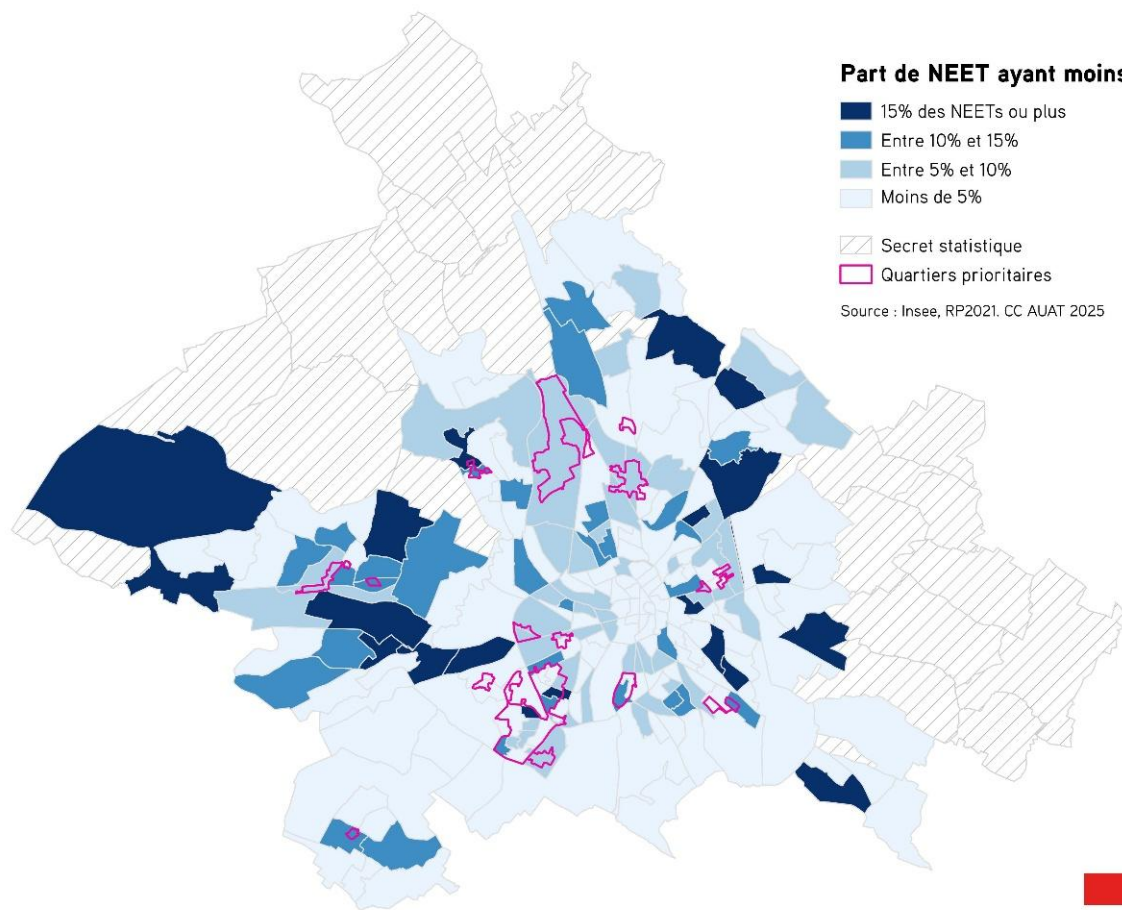 Part de NEET ayant moins
15% des NEETs ou plus
Entre 10% et 15%
Entre 5% et 10%
Moins de 5%
Secret statistique
Quartiers prioritaires
Source : Insee, RP2021. CC AUAT 2025